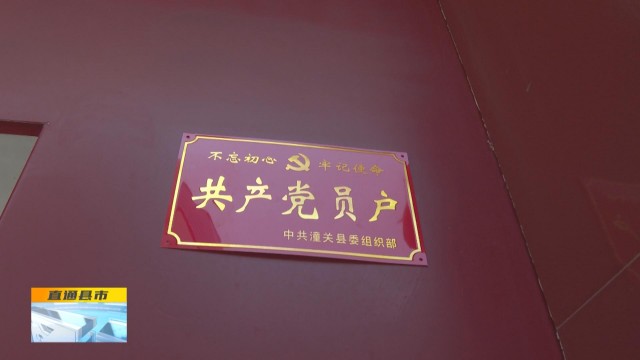 不忘初心 牢记使命
共产党员户
中共潼关县委组织部
直通县市